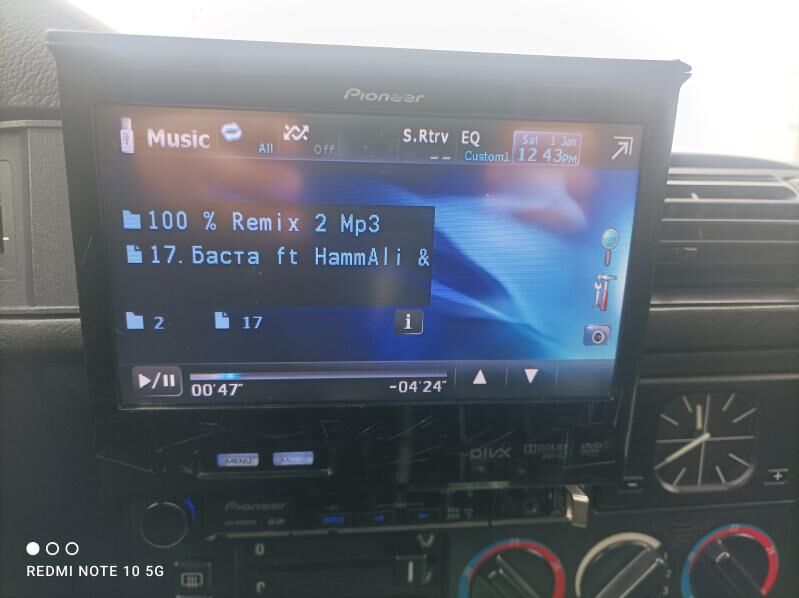 Pioneer
Music All Off S.Rtrv -- EQ Custom1 Sat 1 Jan 12 43PM
100 % Remix 2 Mp3
17.Баста ft HammAli &
2 17 i
00'47" -04'24"
MENU
DIVX DOLBY DVD
Pioneer
REDMI NOTE 10 5G